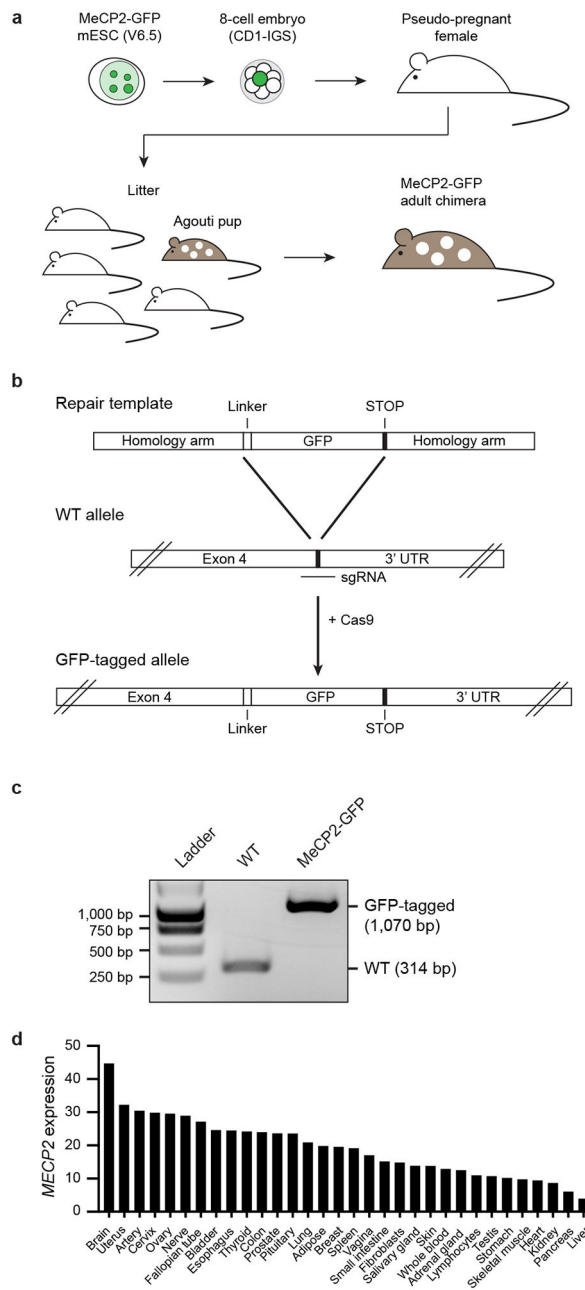 a
MeCP2-GFP
mESC (V6.5)
8-cell embryo
(CD1-IGS)
Pseudo-pregnant
female
Litter
Agouti pup
MeCP2-GFP
adult chimera
b
Repair template
Linker
STOP
Homology arm
GFP
Homology arm
WT allele
Exon 4
3' UTR
sgRNA
+ Cas9
GFP-tagged allele
Exon 4
GFP
3' UTR
Linker
STOP
c
Ladder
WT
MeCP2-GFP
1,000 bp
750 bp
500 bp
250 bp
GFP-tagged
(1,070 bp)
WT (314 bp)
d
MECP2 expression
50
40
30
20
10
0
Brain
Uterus
Artery
Cervix
Ovary
Nerve
Fallopian tube
Bladder
Esophagus
Thyroid
Colon
Prostate
Pituitary
Lung
Adipose
Breast
Spleen
Vagina
Small intestine
Fibroblasts
Salivary gland
Skin
Whole blood
Adrenal gland
Lymphocytes
Testis
Stomach
Skeletal muscle
Heart
Kidney
Pancreas
Liver